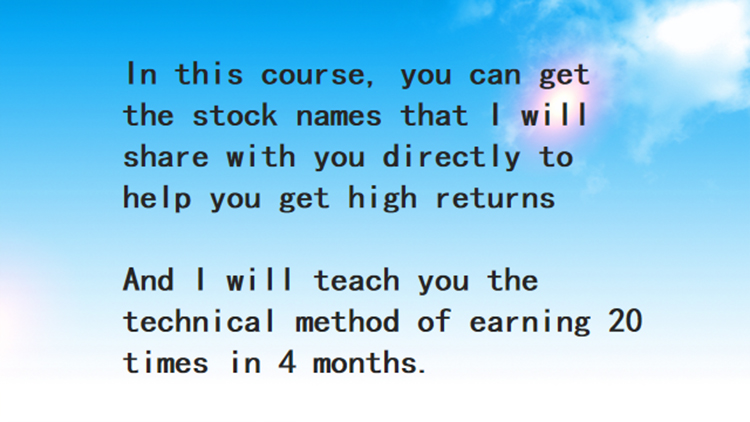 In this course, you can get
the stock names that I will
share with you directly to
help you get high returns
And I will teach you the
technical method of earning 20
times in 4 months.